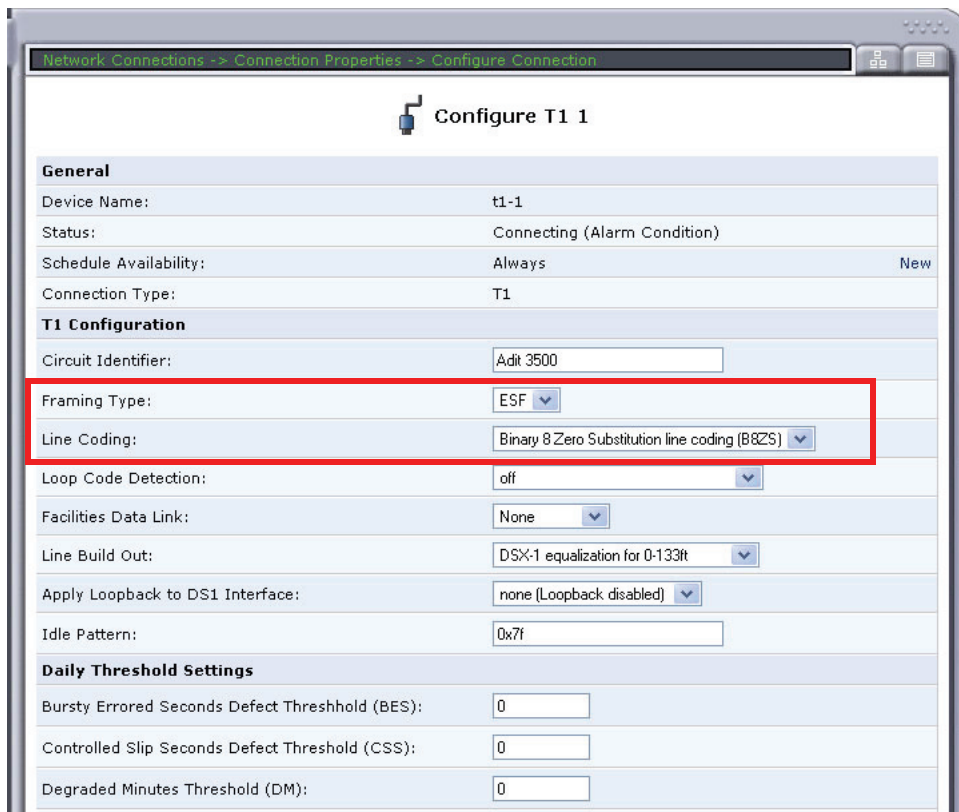 Network Connections -> Connection Properties -> Configure Connection
Configure T1 1
General
Device Name: t1-1
Status: Connecting (Alarm Condition)
Schedule Availability: Always New
Connection Type: T1
T1 Configuration
Circuit Identifier: Adit 3500
Framing Type: ESF
Line Coding: Binary 8 Zero Substitution line coding (B8ZS)
Loop Code Detection: off
Facilities Data Link: None
Line Build Out: DSX-1 equalization for 0-133ft
Apply Loopback to DS1 Interface: none (Loopback disabled)
Idle Pattern: 0x7f
Daily Threshold Settings
Bursty Errored Seconds Defect Threshhold (BES): 0
Controlled Slip Seconds Defect Threshold (CSS): 0
Degraded Minutes Threshold (DM): 0